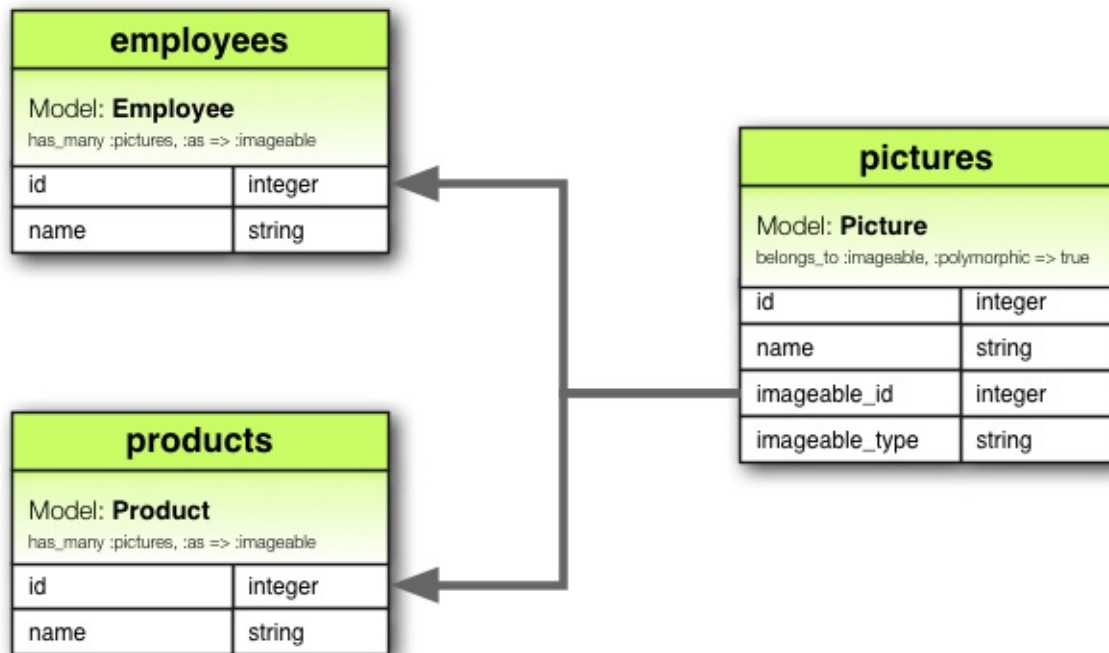 employees
Model: Employee
has_many :pictures, :as => :imageable
id integer
name string
pictures
Model: Picture
belongs_to :imageable, :polymorphic => true
id integer
name string
imageable_id integer
imageable_type string
products
Model: Product
has_many :pictures, :as => :imageable
id integer
name string